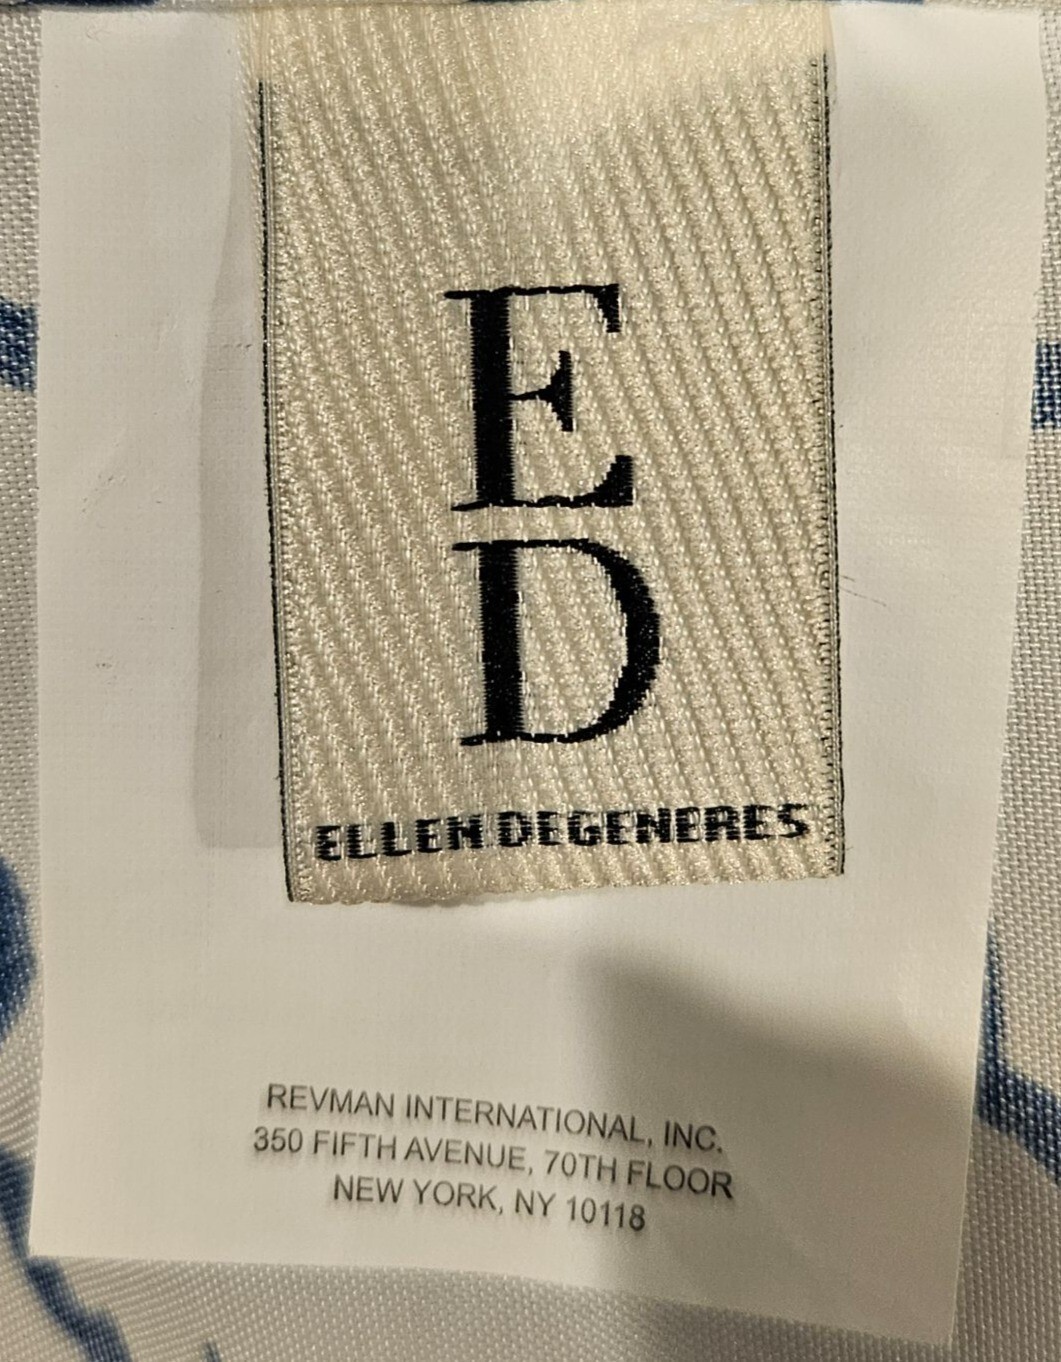 E
D
ELLEN DEGENERES
REVMAN INTERNATIONAL, INC.
350 FIFTH AVENUE, 70TH FLOOR
NEW YORK, NY 10118